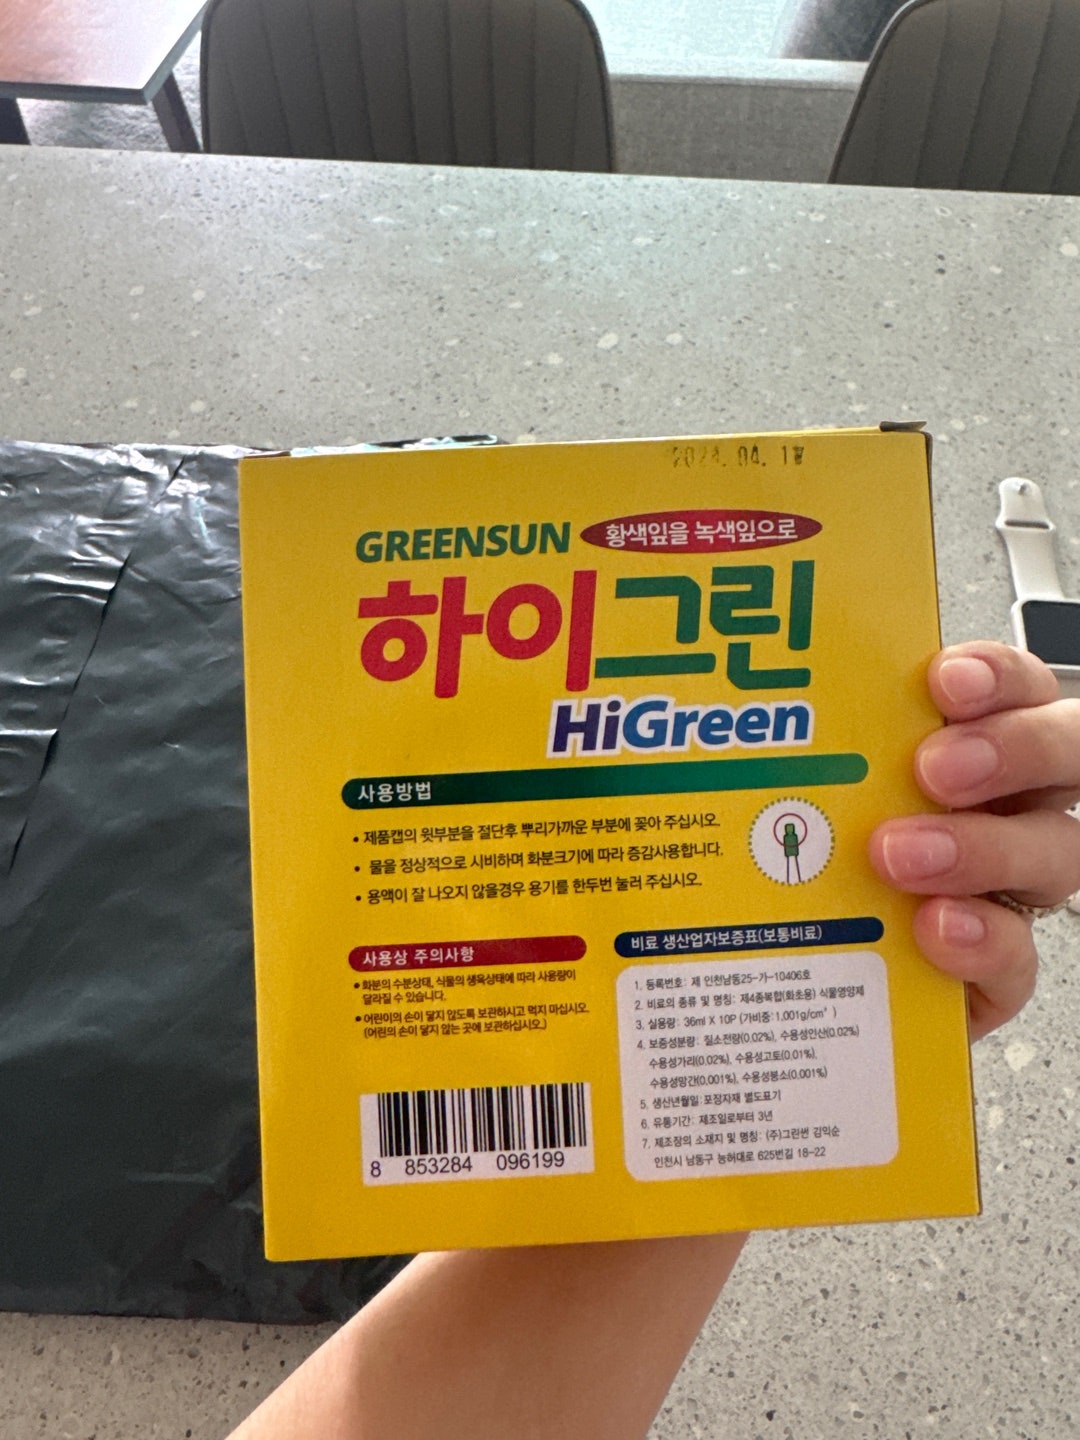 2024. 04. 1
GREENSUN 황색잎을 녹색잎으로
하이그린
HiGreen
사용방법
• 제품캡의 윗부분을 절단후 뿌리가까운 부분에 꽂아 주십시오.
• 물을 정상적으로 시비하며 화분크기에 따라 증감사용합니다.
• 용액이 잘 나오지 않을경우 용기를 한두번 눌러 주십시오.
사용상 주의사항
• 화분의 수분상태, 식물의 생육상태에 따라 사용량이
달라질 수 있습니다.
• 어린이의 손이 닿지 않도록 보관하시고 먹지 마십시오.
(어린의 손이 닿지 않는 곳에 보관하십시오.)
8 853284 096199
비료 생산업자보증표(보통비료)
1. 등록번호: 제 인천남동25-가-10406호
2. 비료의 종류 및 명칭: 제4종복합(화초용) 식물영양제
3. 실용량: 36ml X 10P (가비중:1,001g/cm³ )
4. 보증성분량: 질소전량(0.02%), 수용성인산(0.02%)
수용성가리(0.02%), 수용성고토(0.01%),
수용성망간(0.001%), 수용성붕소(0.001%)
5. 생산년월일: 포장자재 별도표기
6. 유통기간: 제조일로부터 3년
7. 제조장의 소재지 및 명칭: (주)그린썬 김익순
인천시 남동구 능허대로 625번길 18-22